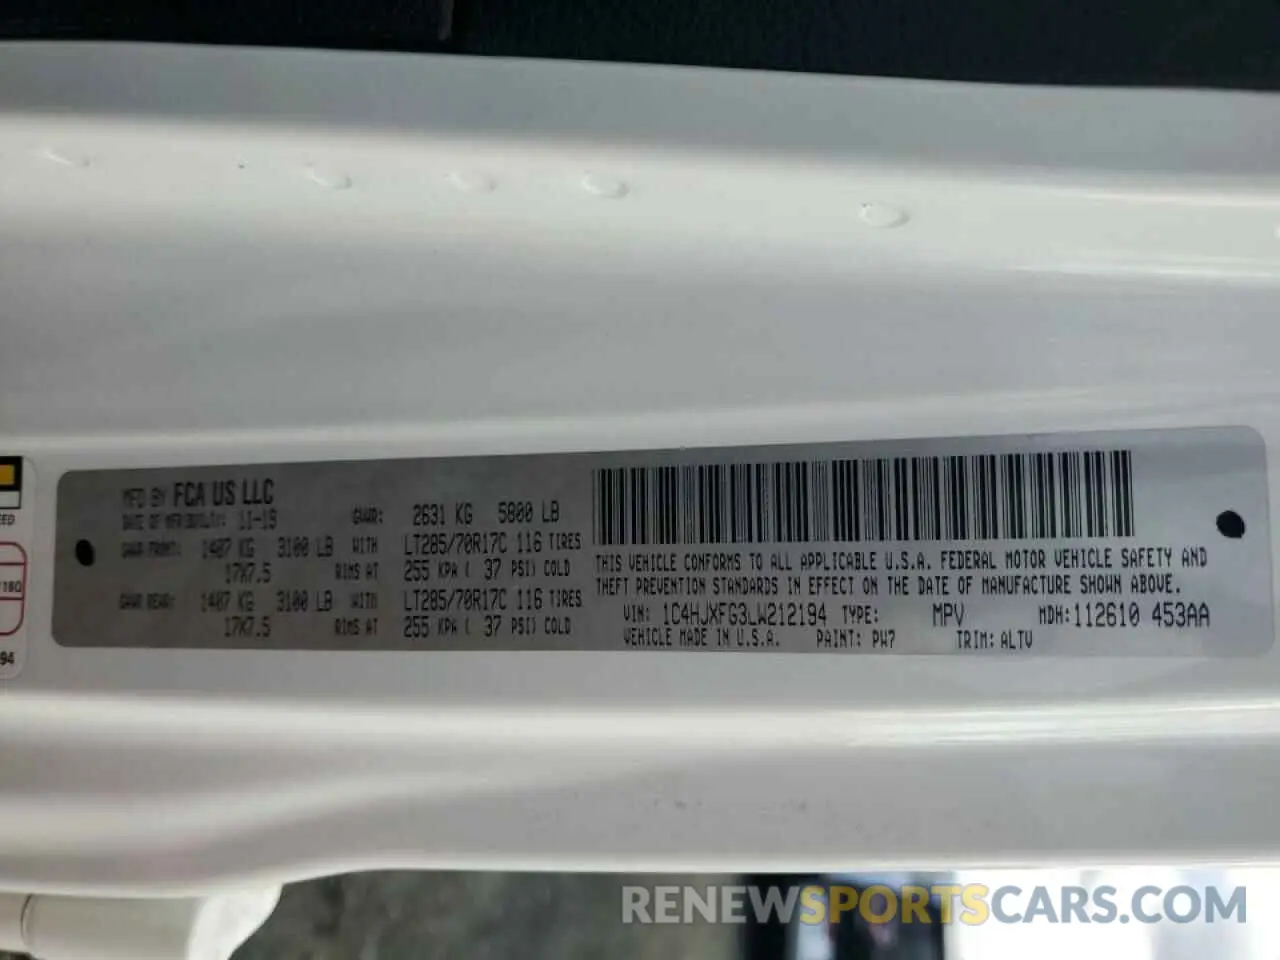 MFD BY FCA US LLC
DATE OF MFR 11-19 GVWR: 2631 KG 5800 LB
GAWR FRONT: 1407 KG 3100 LB WITH LT285/70R17C 116 TIRES
17X7.5 RIMS AT 255 KPA ( 37 PSI) COLD
GAWR REAR: 1407 KG 3100 LB WITH LT285/70R17C 116 TIRES
17X7.5 RIMS AT 255 KPA ( 37 PSI) COLD
THIS VEHICLE CONFORMS TO ALL APPLICABLE U.S.A. FEDERAL MOTOR VEHICLE SAFETY AND
THEFT PREVENTION STANDARDS IN EFFECT ON THE DATE OF MANUFACTURE SHOWN ABOVE.
VIN: 1C4HJXFG3LW212194 TYPE: MPV MDH: 112610 453AA
VEHICLE MADE IN U.S.A. PAINT: PW7 TRIM: ALTV
94
RENEWSPORTSCARS.COM